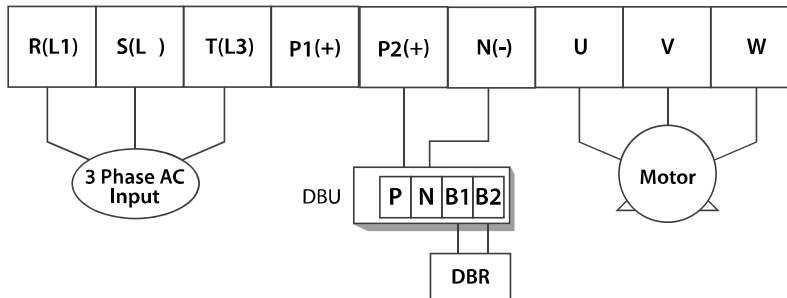 R(L1) S(L ) T(L3) P1(+) P2(+) N(-) U V W
3 Phase AC
Input
Motor
DBU
P N B1 B2
DBR